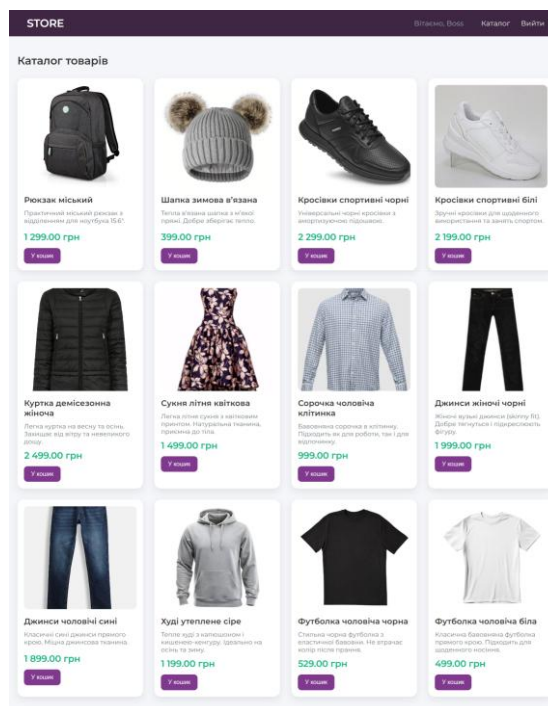 STORE
Вітаємо, Boss Каталог Вийти
Каталог товарів
Рюкзак міський
Практичний міський рюкзак з
відділенням для ноутбука 15.6".
1 299.00 грн
У кошик
Шапка зимова в'язана
Тепла в'язана шапка з м'якої
пряжі. Добре зберігає тепло.
399.00 грн
У кошик
Кросівки спортивні чорні
Універсальні чорні кросівки з
амортизуючою підошвою.
2 299.00 грн
У кошик
Кросівки спортивні білі
Зручні кросівки для щоденного
використання та занять спортом.
2 199.00 грн
У кошик
Куртка демісезонна
жіноча
Легка куртка на весну та осінь.
Захищає від вітру та невеликого
дощу.
2 499.00 грн
У кошик
Сукня літня квіткова
Легка літня сукня з квітковим
принтом. Натуральна тканина,
приємна до тіла.
1 499.00 грн
У кошик
Сорочка чоловіча
клітинка
Бавовняна сорочка в клітинку.
Підходить як для роботи, так і для
відпочинку.
999.00 грн
У кошик
Джинси жіночі чорні
Жіночі вузькі джинси (skinny fit).
Добре тягнуться і підкреслюють
фігуру.
1 999.00 грн
У кошик
Джинси чоловічі сині
Класичні сині джинси прямого
крою. Міцна джинсова тканина.
1 899.00 грн
У кошик
Худі утеплене сіре
Тепле худі з капюшоном і
кишенею-кенгуру. Ідеально на
осінь та зиму.
1 199.00 грн
У кошик
Футболка чоловіча чорна
Стильна чорна футболка з
еластичної бавовни. Не втрачає
колір після прання.
529.00 грн
У кошик
Футболка чоловіча біла
Класична бавовняна футболка
прямого крою. Підходить для
щоденного носіння.
499.00 грн
У кошик